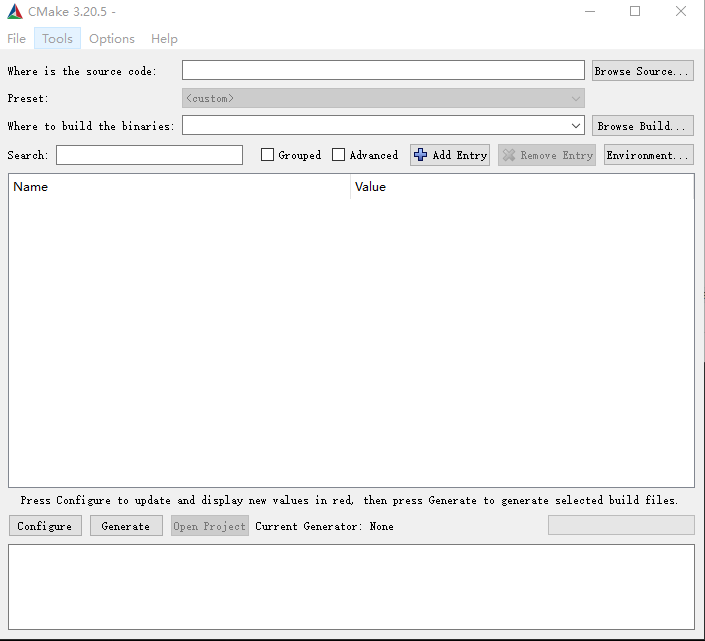 CMake 3.20.5 -
File Tools Options Help
Where is the source code: Browse Source...
Preset: <custom>
Where to build the binaries: Browse Build...
Search: Grouped Advanced Add Entry Remove Entry Environment...
Name Value
Press Configure to update and display new values in red, then press Generate to generate selected build files.
Configure Generate Open Project Current Generator: None